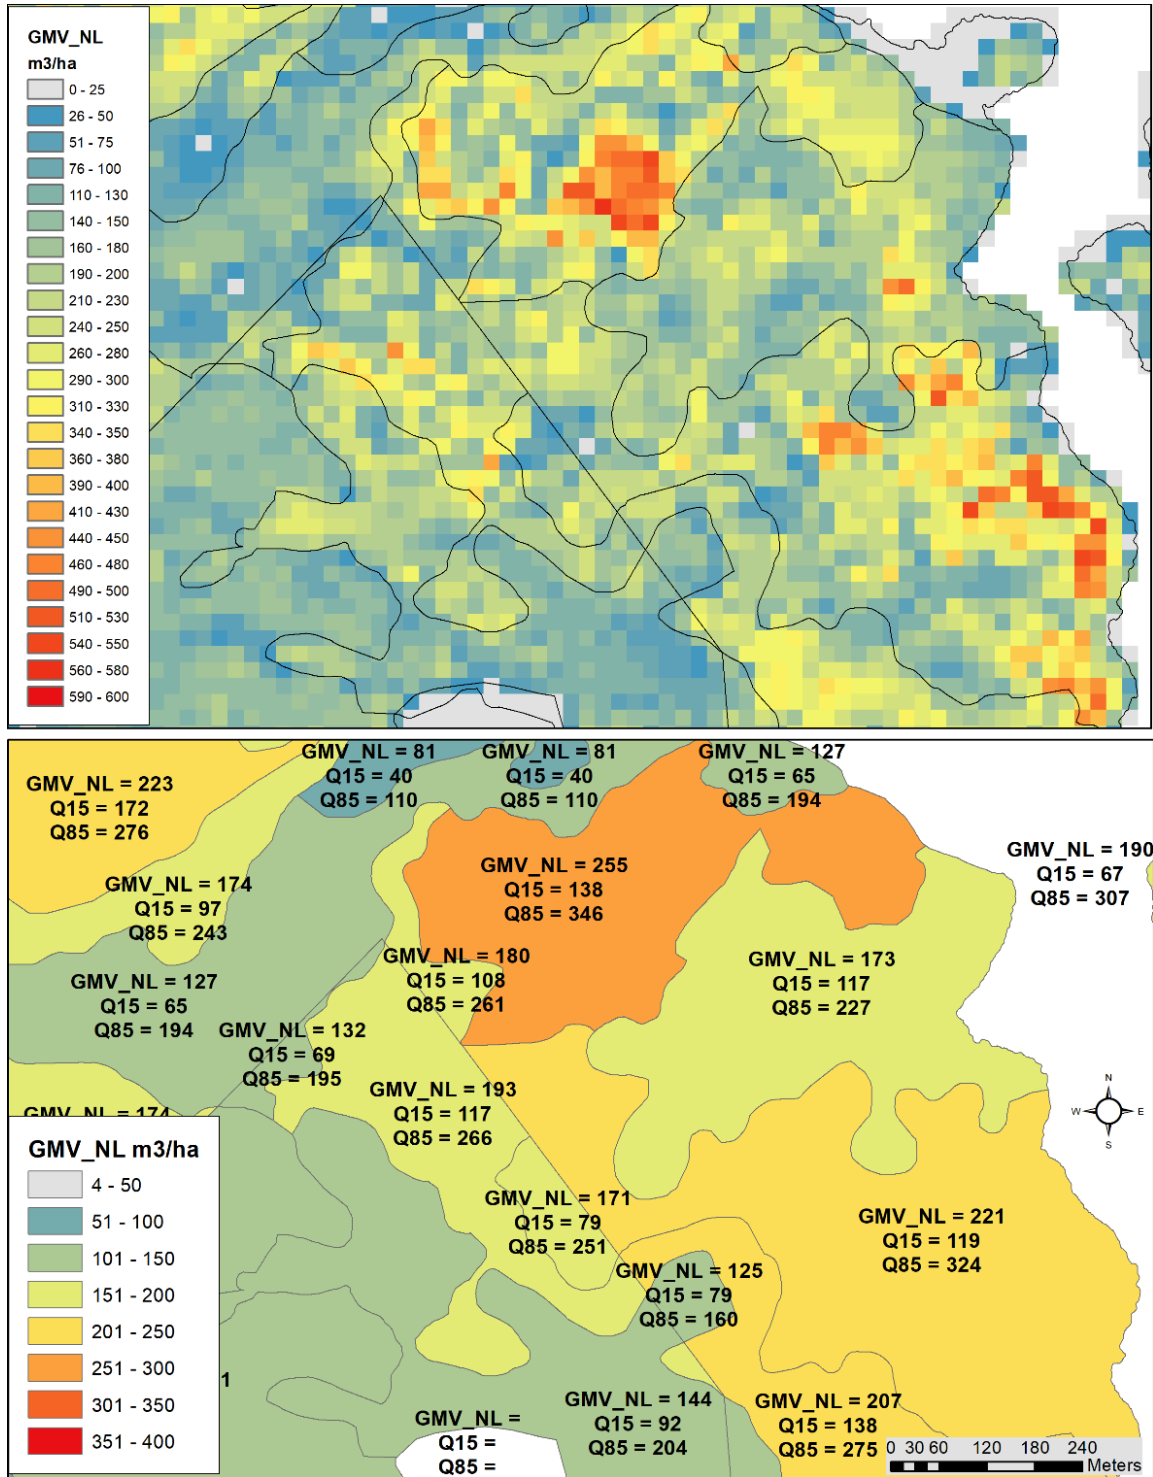 GMV_NL
m3/ha
0 - 25
26 - 50
51 - 75
76 - 100
110 - 130
140 - 150
160 - 180
190 - 200
210 - 230
240 - 250
260 - 280
290 - 300
310 - 330
340 - 350
360 - 380
390 - 400
410 - 430
440 - 450
460 - 480
490 - 500
510 - 530
540 - 550
560 - 580
590 - 600
GMV_NL = 223
Q15 = 172
Q85 = 276
GMV_NL = 81
Q15 = 40
Q85 = 110
GMV_NL = 81
Q15 = 40
Q85 = 110
GMV_NL = 127
Q15 = 65
Q85 = 194
GMV_NL = 174
Q15 = 97
Q85 = 243
GMV_NL = 255
Q15 = 138
Q85 = 346
GMV_NL = 190
Q15 = 67
Q85 = 307
GMV_NL = 127
Q15 = 65
Q85 = 194
GMV_NL = 180
Q15 = 108
Q85 = 261
GMV_NL = 173
Q15 = 117
Q85 = 227
GMV_NL = 132
Q15 = 69
Q85 = 195
GMV_NL = 193
Q15 = 117
Q85 = 266
GMV_NL = 174
N
W E
S
GMV_NL = 171
Q15 = 79
Q85 = 251
GMV_NL = 221
Q15 = 119
Q85 = 324
GMV_NL = 125
Q15 = 79
Q85 = 160
1
GMV_NL = 144
Q15 = 92
Q85 = 204
GMV_NL = 207
Q15 = 138
Q85 = 275
GMV_NL =
Q15 =
Q85 =
GMV_NL m3/ha
4 - 50
51 - 100
101 - 150
151 - 200
201 - 250
251 - 300
301 - 350
351 - 400
0 30 60 120 180 240
Meters